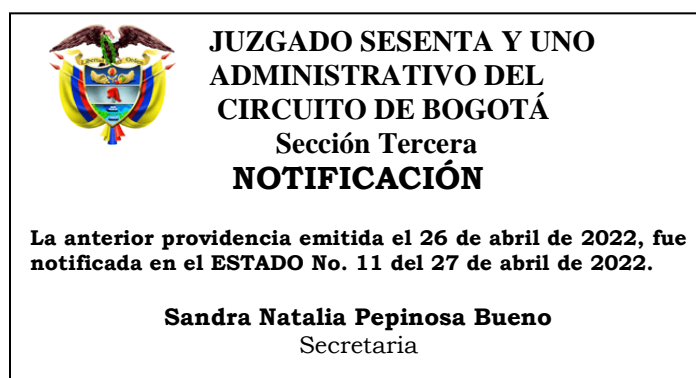 JUZGADO SESENTA Y UNO
ADMINISTRATIVO DEL
CIRCUITO DE BOGOTÁ
Sección Tercera
NOTIFICACIÓN
La anterior providencia emitida el 26 de abril de 2022, fue
notificada en el ESTADO No. 11 del 27 de abril de 2022.
Sandra Natalia Pepinosa Bueno
Secretaria